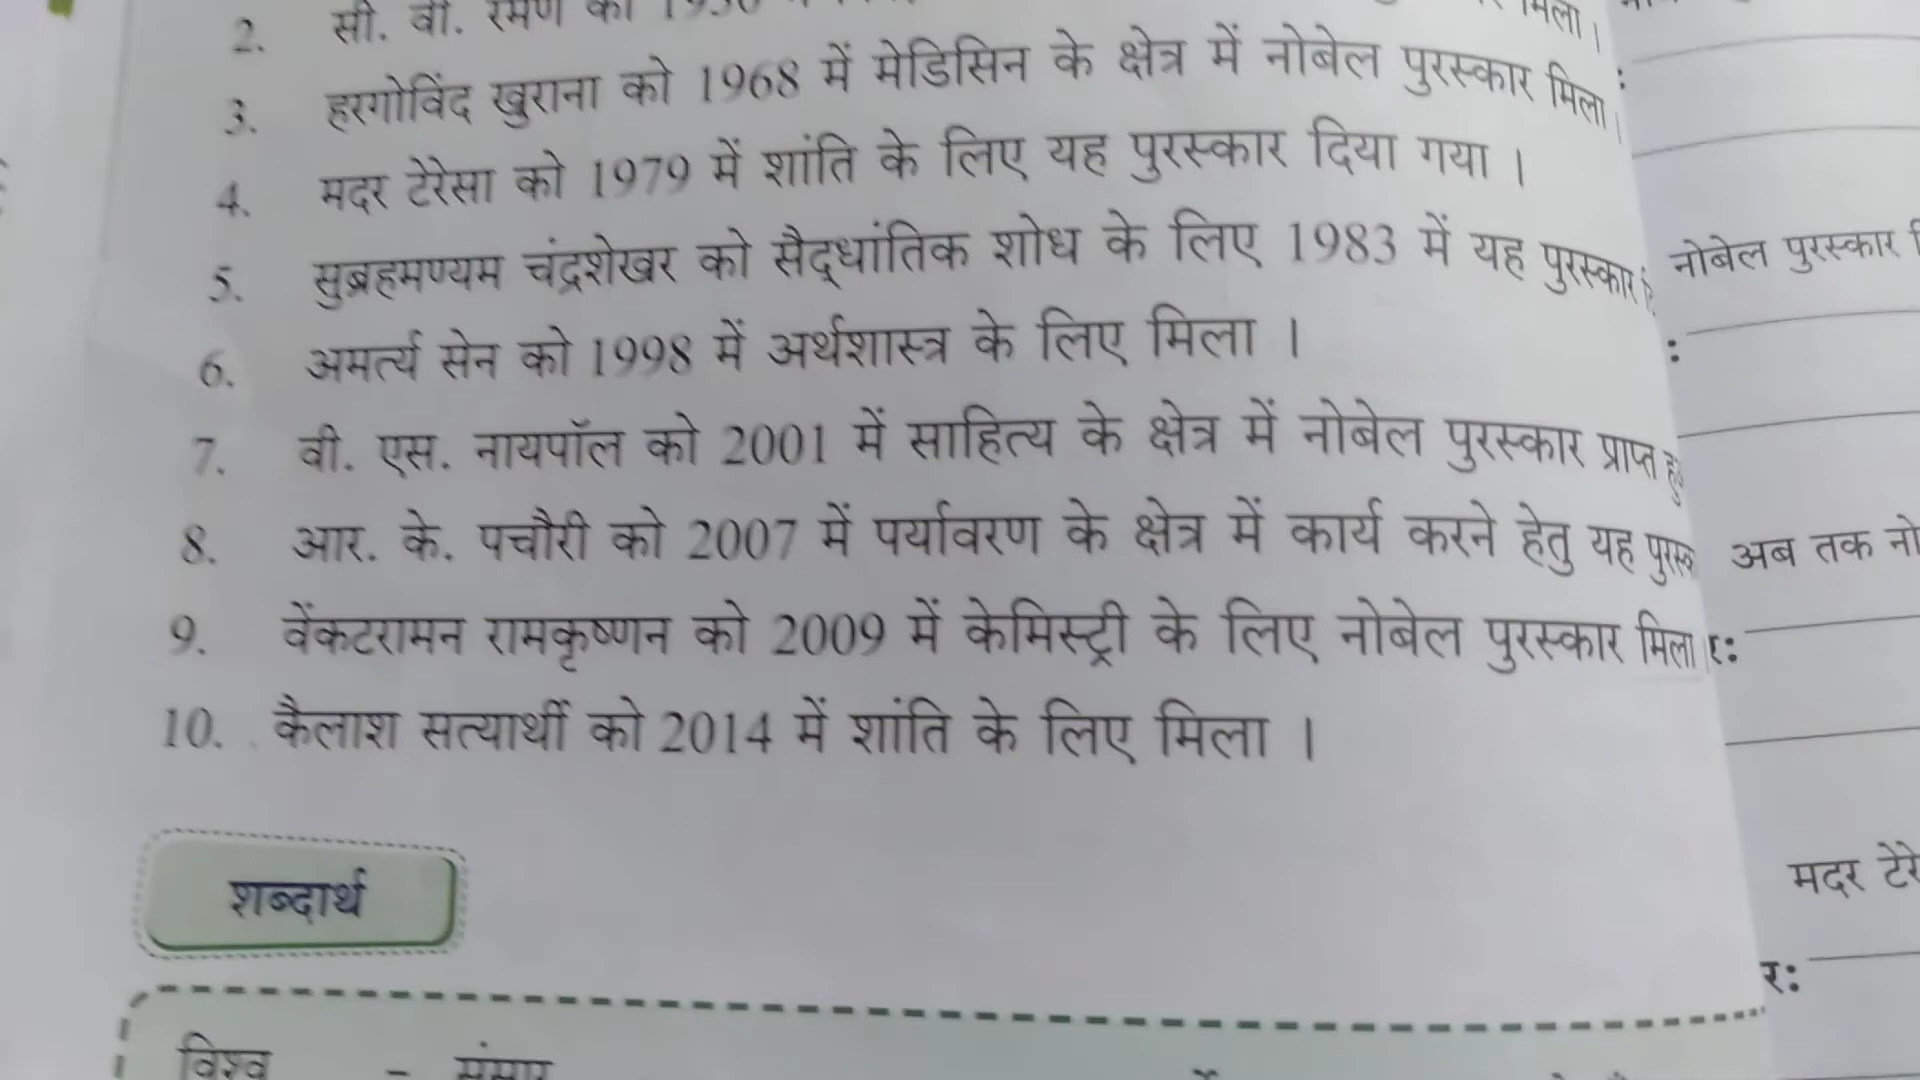 2. सी. वी. रमण को 1930
मिला ।
3. हरगोविंद खुराना को 1968 में मेडिसिन के क्षेत्र में नोबेल पुरस्कार मिला ।
4. मदर टेरेसा को 1979 में शांति के लिए यह पुरस्कार दिया गया ।
5. सुब्रहमण्यम चंद्रशेखर को सैद्धांतिक शोध के लिए 1983 में यह पुरस्कार
6. अमर्त्य सेन को 1998 में अर्थशास्त्र के लिए मिला ।
7. वी. एस. नायपॉल को 2001 में साहित्य के क्षेत्र में नोबेल पुरस्कार प्राप्त
8. आर. के. पचौरी को 2007 में पर्यावरण के क्षेत्र में कार्य करने हेतु यह
9. वेंकटरामन रामकृष्णन को 2009 में केमिस्ट्री के लिए नोबेल पुरस्कार मिला
10. कैलाश सत्यार्थी को 2014 में शांति के लिए मिला ।
शब्दार्थ
विश्व - संसार
नोबेल पुरस्कार
:
अब तक
र:
मदर
र: